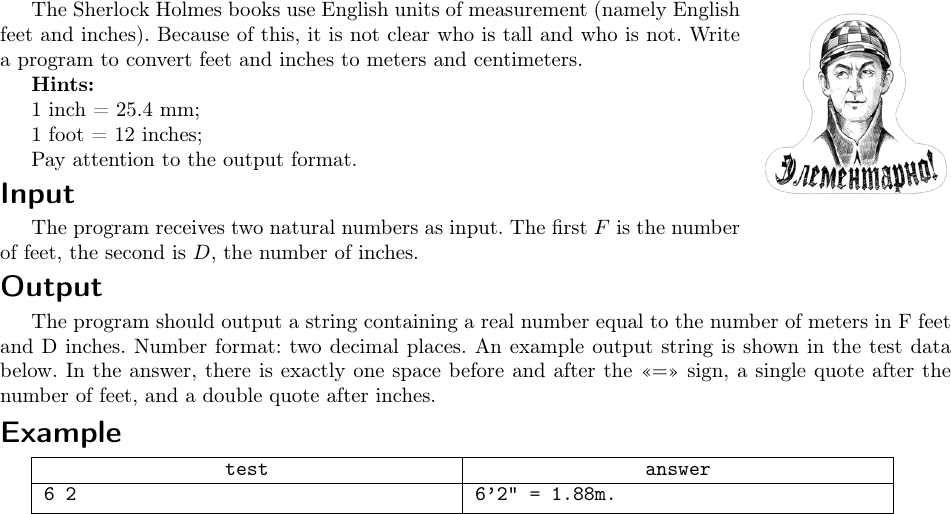 The Sherlock Holmes books use English units of measurement (namely English
feet and inches). Because of this, it is not clear who is tall and who is not. Write
a program to convert feet and inches to meters and centimeters.
Hints:
1 inch = 25.4 mm;
1 foot = 12 inches;
Pay attention to the output format.
Элементарно!
Input
The program receives two natural numbers as input. The first F is the number
of feet, the second is D, the number of inches.
Output
The program should output a string containing a real number equal to the number of meters in F feet
and D inches. Number format: two decimal places. An example output string is shown in the test data
below. In the answer, there is exactly one space before and after the «=» sign, a single quote after the
number of feet, and a double quote after inches.
Example
test answer
6 2 6’2" = 1.88m.